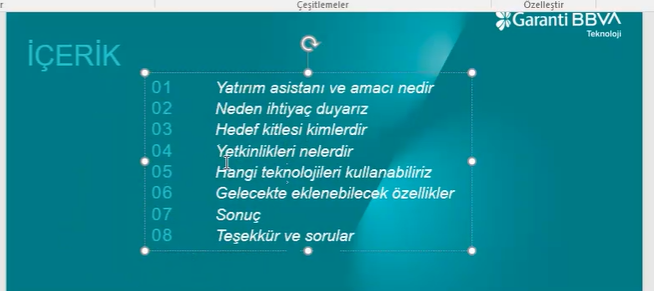 Çeşitlemeler
Özelleştir
Garanti BBVA
Teknoloji
İÇERİK
01 Yatırım asistanı ve amacı nedir
02 Neden ihtiyaç duyarız
03 Hedef kitlesi kimlerdir
04 Yetkinlikleri nelerdir
05 Hangi teknolojileri kullanabiliriz
06 Gelecekte eklenebilecek özellikler
07 Sonuç
08 Teşekkür ve sorular